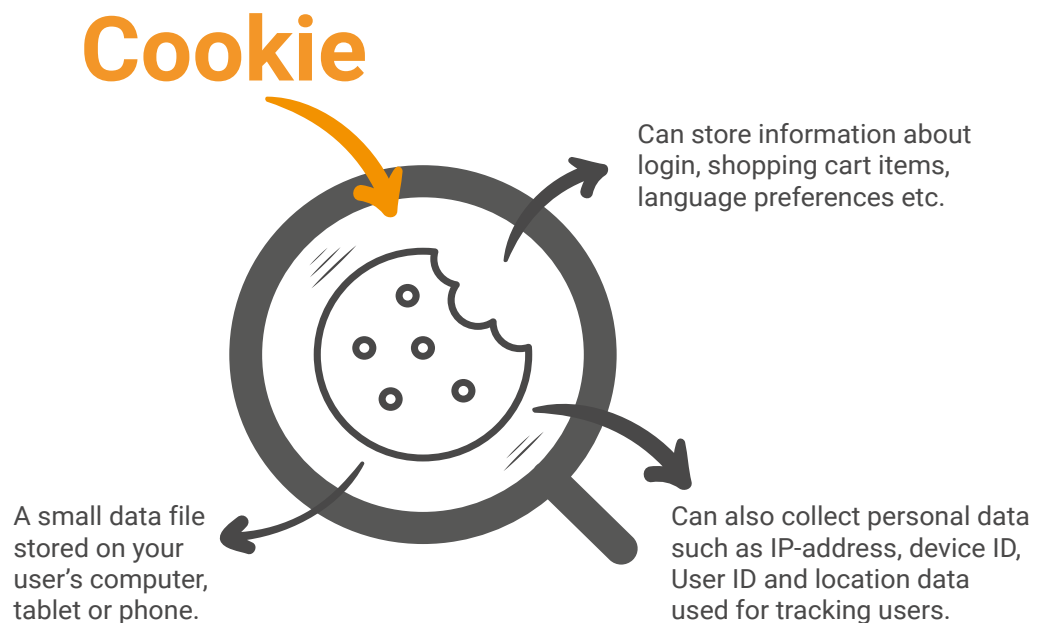 Cookie
Can store information about
login, shopping cart items,
language preferences etc.
A small data file
stored on your
user's computer,
tablet or phone.
Can also collect personal data
such as IP-address, device ID,
User ID and location data
used for tracking users.